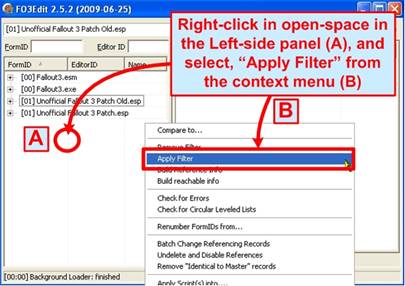 FO3Edit 2.5.2 (2009-06-25)
[01] Unofficial Fallout 3 Patch Old.esp
Right-click in open-space in
the Left-side panel (A), and
select, “Apply Filter” from
the context menu (B)
FormID
Editor ID
FormID
EditorID
Name
[00] Fallout3.esm
[00] Fallout3.exe
[01] Unofficial Fallout 3 Patch Old.esp
[01] Unofficial Fallout 3 Patch.esp
A
B
Compare to...
Remove Filter
Apply Filter
Build Reference Info
Build reachable info
Check for Errors
Check for Circular Leveled Lists
Renumber FormIDs from...
Batch Change Referencing Records
Undelete and Disable References
Remove "Identical to Master" records
Apply Script(s) into....
[00:00] Background Loader: finished